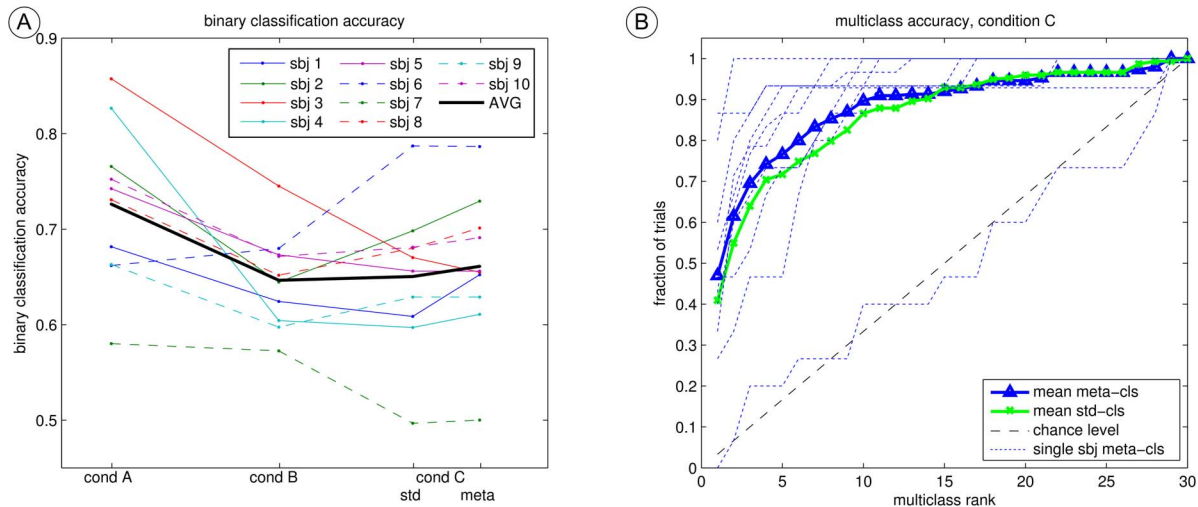 A
binary classification accuracy
binary classification accuracy
0.9
0.8
0.7
0.6
0.5
sbj 1
sbj 2
sbj 3
sbj 4
sbj 5
sbj 6
sbj 7
sbj 8
sbj 9
sbj 10
AVG
cond A
cond B
cond C
std
meta
B
multiclass accuracy, condition C
fraction of trials
1
0.9
0.8
0.7
0.6
0.5
0.4
0.3
0.2
0.1
0
mean meta-cls
mean std-cls
chance level
single sbj meta-cls
0
5
10
15
20
25
30
multiclass rank